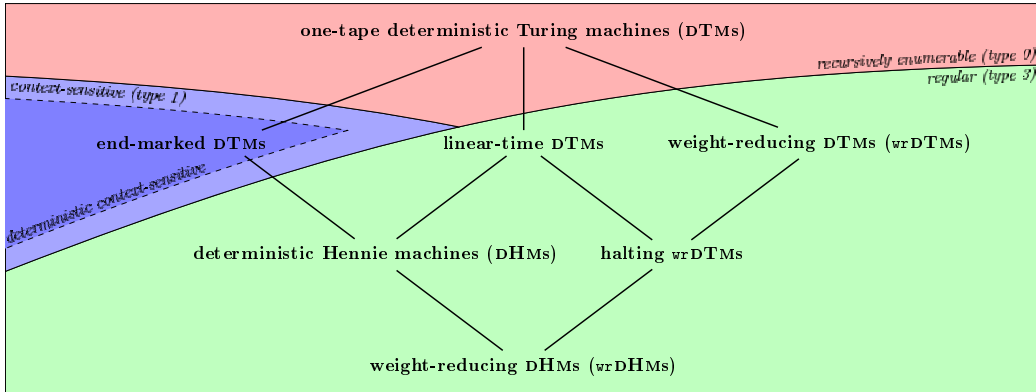 one-tape deterministic Turing machines (DTMs)
recursively enumerable (type 0)
regular (type 3)
context-sensitive (type 1)
end-marked DTMs
linear-time DTMs
weight-reducing DTMs (wrDTMs)
deterministic context-sensitive
deterministic Hennie machines (DHMs)
halting wrDTMs
weight-reducing DHMs (wrDHMs)